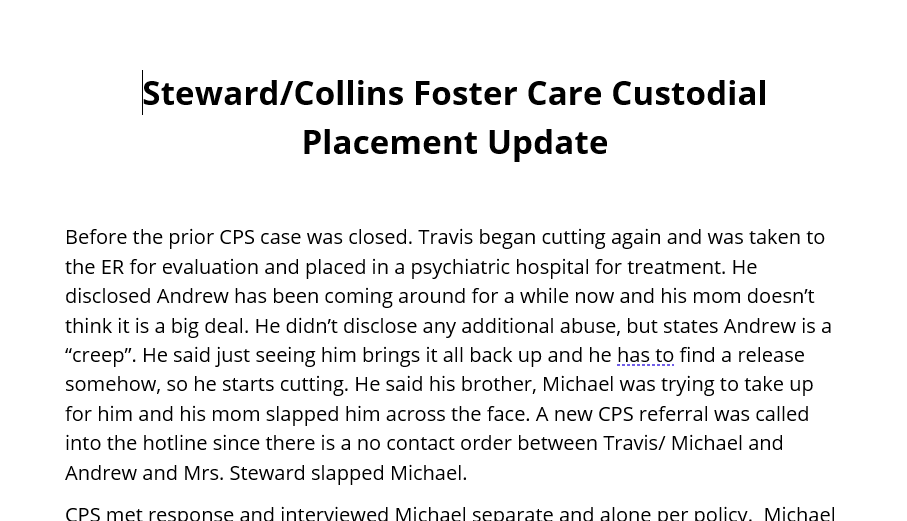 Steward/Collins Foster Care Custodial
Placement Update
Before the prior CPS case was closed. Travis began cutting again and was taken to
the ER for evaluation and placed in a psychiatric hospital for treatment. He
disclosed Andrew has been coming around for a while now and his mom doesn’t
think it is a big deal. He didn’t disclose any additional abuse, but states Andrew is a
“creep”. He said just seeing him brings it all back up and he has to find a release
somehow, so he starts cutting. He said his brother, Michael was trying to take up
for him and his mom slapped him across the face. A new CPS referral was called
into the hotline since there is a no contact order between Travis/ Michael and
Andrew and Mrs. Steward slapped Michael.
CPS met response and interviewed Michael separate and alone per policy.  Michael